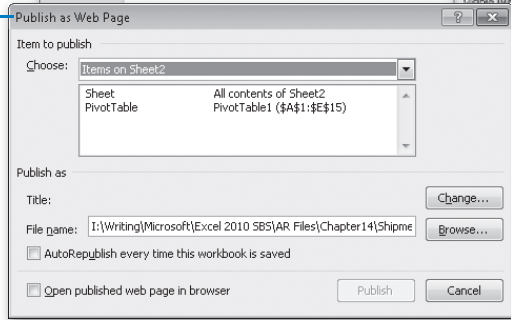 Publish as Web Page
Item to publish
Choose: Items on Sheet2
Sheet All contents of Sheet2
PivotTable PivotTable1 ($A$1:$E$15)
Publish as
Title: Change...
File name: I:\Writing\Microsoft\Excel 2010 SBS\AR Files\Chapter14\Shipme Browse...
AutoRepublish every time this workbook is saved
Open published web page in browser Publish Cancel